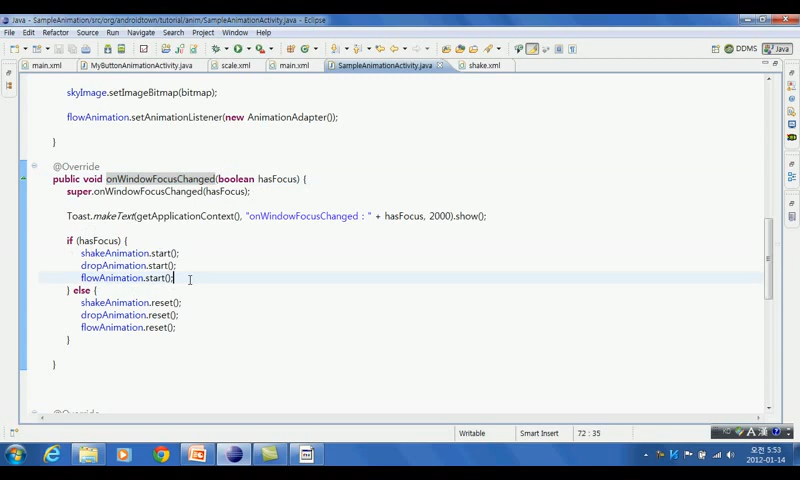 Java - SampleAnimation/src/org/androidtown/tutorial/anim/SampleAnimationActivity.java - Eclipse
File Edit Refactor Source Run Navigate Search Project Window Help
DDMS Java
main.xml MyButtonAnimationActivity.java scale.xml main.xml SampleAnimationActivity.java shake.xml
skyImage.setImageBitmap(bitmap);
flowAnimation.setAnimationListener(new AnimationAdapter());
}
@Override
public void onWindowFocusChanged(boolean hasFocus) {
super.onWindowFocusChanged(hasFocus);
Toast.makeText(getApplicationContext(), "onWindowFocusChanged : " + hasFocus, 2000).show();
if (hasFocus) {
shakeAnimation.start();
dropAnimation.start();
flowAnimation.start();
} else {
shakeAnimation.reset();
dropAnimation.reset();
flowAnimation.reset();
}
}
@Override
Writable Smart Insert 72 : 35
A 漢
오전 5:53
2012-01-14